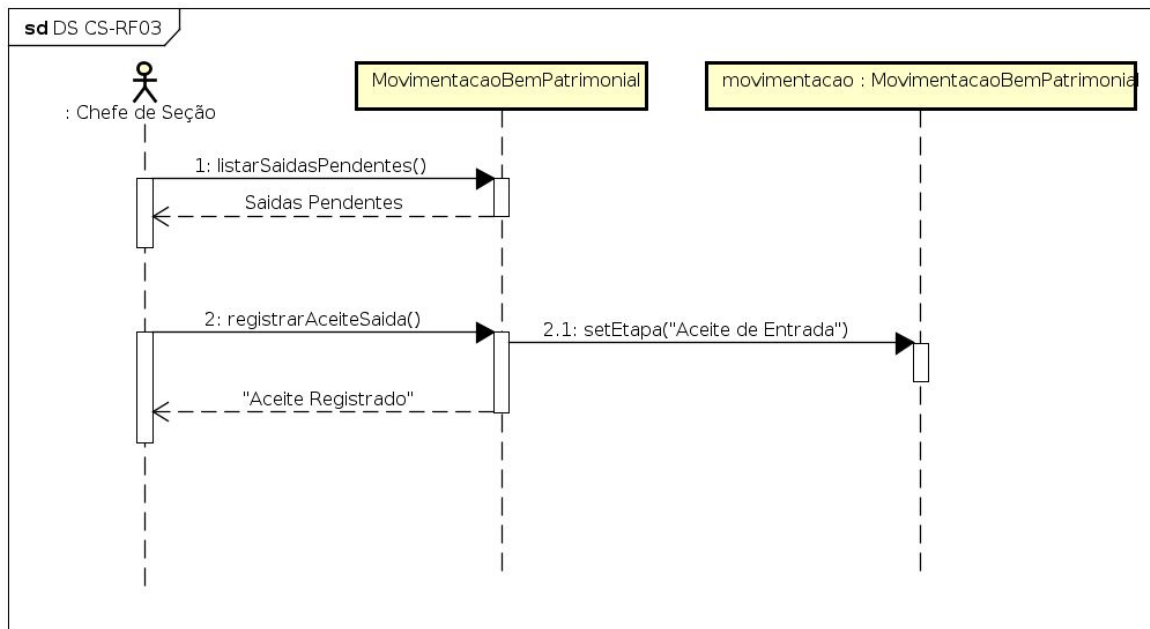 sd DS CS-RF03
: Chefe de Seção
MovimentacaoBemPatrimonial
movimentacao : MovimentacaoBemPatrimonial
1: listarSaidasPendentes()
Saidas Pendentes
2: registrarAceiteSaida()
2.1: setEtapa("Aceite de Entrada")
"Aceite Registrado"